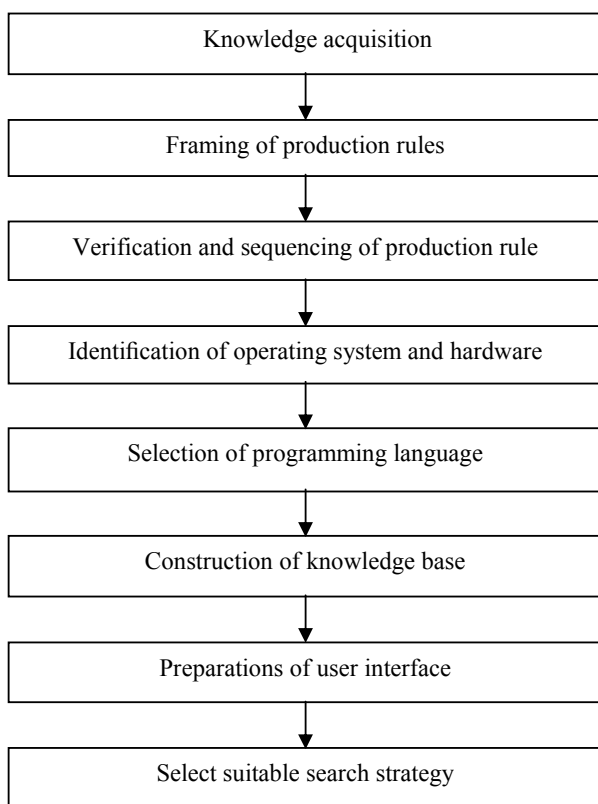 Knowledge acquisition
Framing of production rules
Verification and sequencing of production rule
Identification of operating system and hardware
Selection of programming language
Construction of knowledge base
Preparations of user interface
Select suitable search strategy